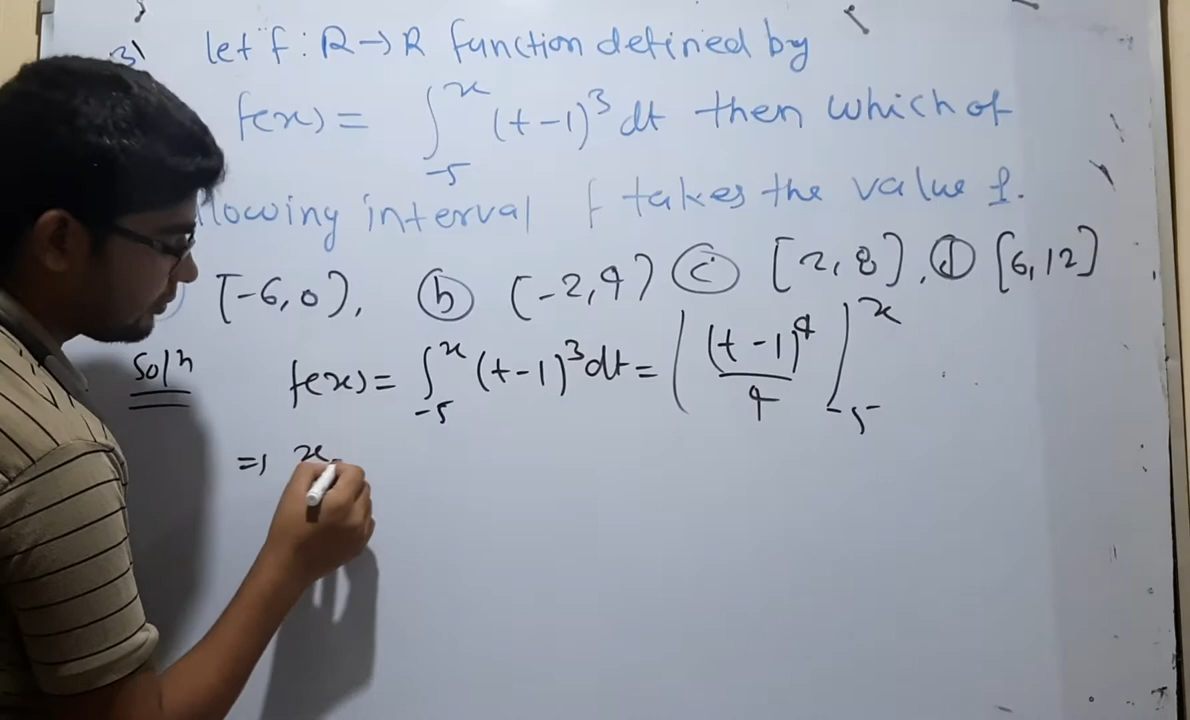 3) let f : R→R function defined by
f(x) = ∫_{-5}^{x} (t-1)^3 dt then which of
llowing interval f takes the value 1.
[-6,0), (b) (-2,4) (c) [2,8), (d) [6,12]
Soln f(x) = ∫_{-5}^{x} (t-1)^3 dt = [(t-1)^4/4]_{-5}^{x}
=) x